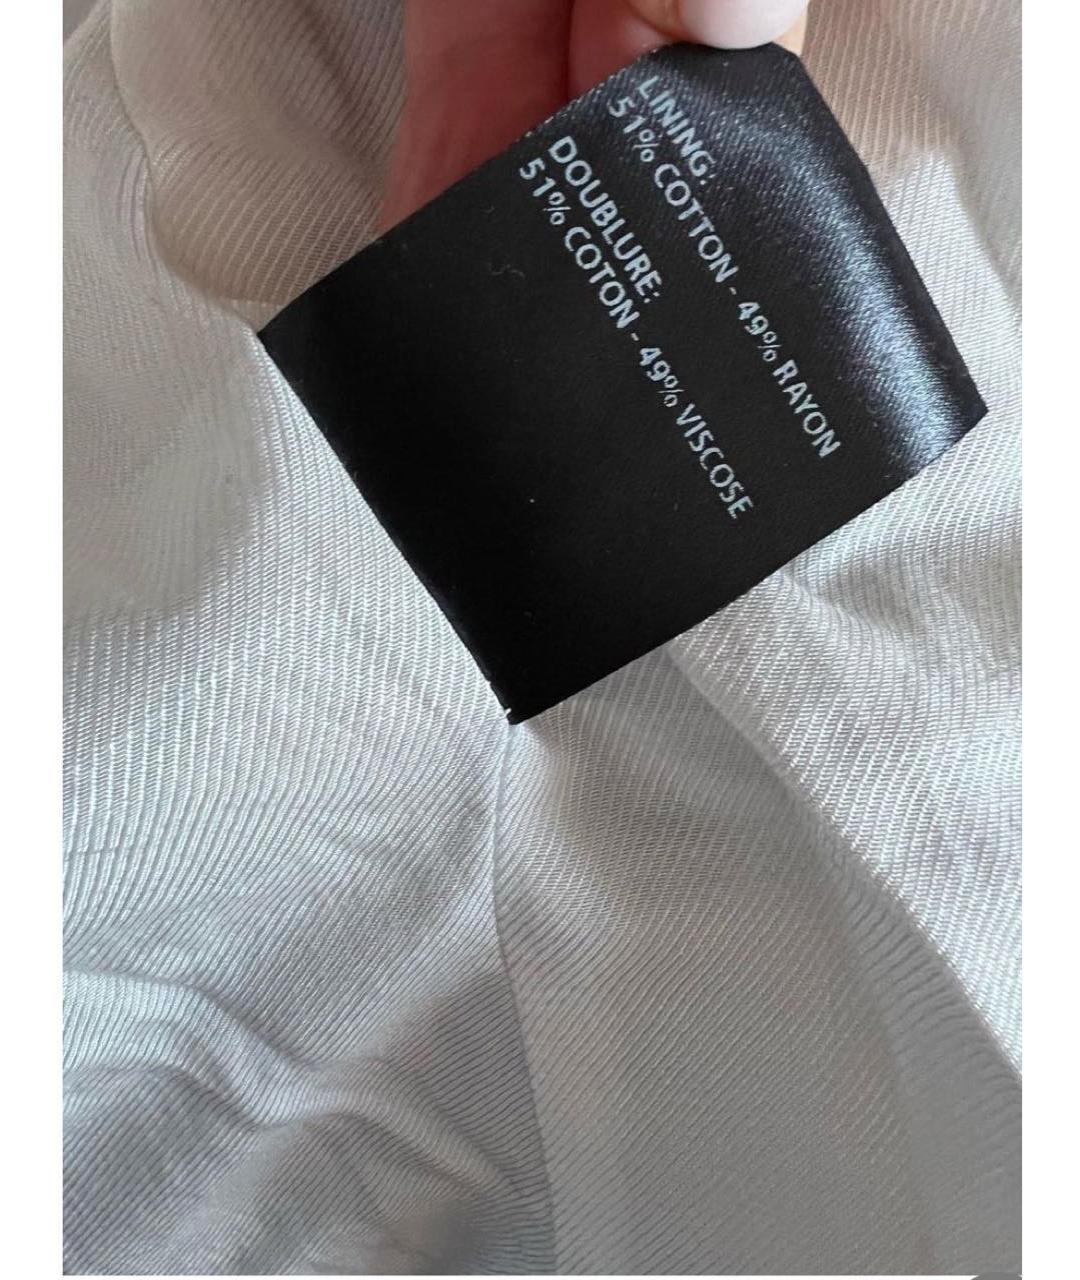 LINING:
51% COTTON - 49% RAYON
DOUBLURE:
51% COTON - 49% VISCOSE